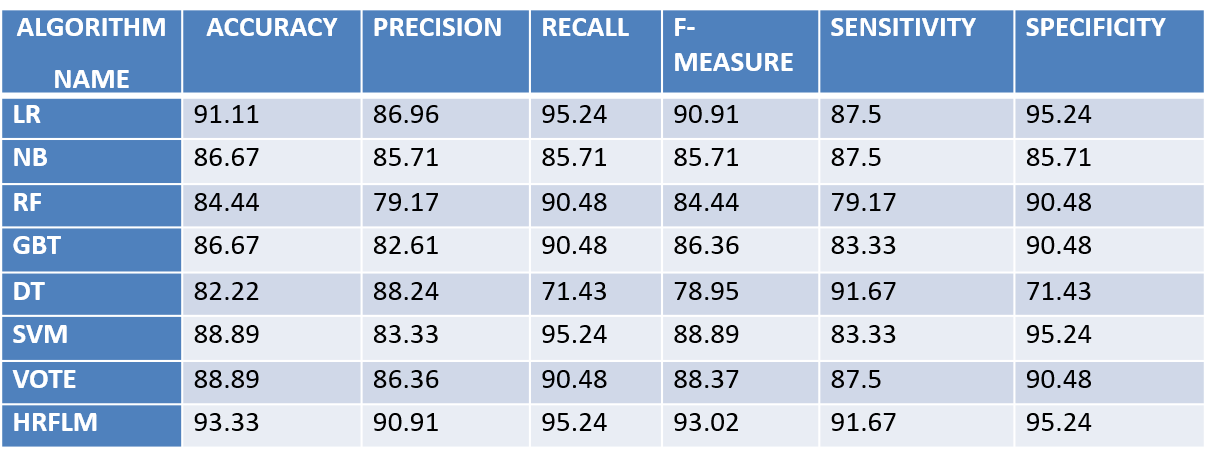 ALGORITHM NAME ACCURACY PRECISION RECALL F-MEASURE SENSITIVITY SPECIFICITY
LR 91.11 86.96 95.24 90.91 87.5 95.24
NB 86.67 85.71 85.71 85.71 87.5 85.71
RF 84.44 79.17 90.48 84.44 79.17 90.48
GBT 86.67 82.61 90.48 86.36 83.33 90.48
DT 82.22 88.24 71.43 78.95 91.67 71.43
SVM 88.89 83.33 95.24 88.89 83.33 95.24
VOTE 88.89 86.36 90.48 88.37 87.5 90.48
HRFLM 93.33 90.91 95.24 93.02 91.67 95.24